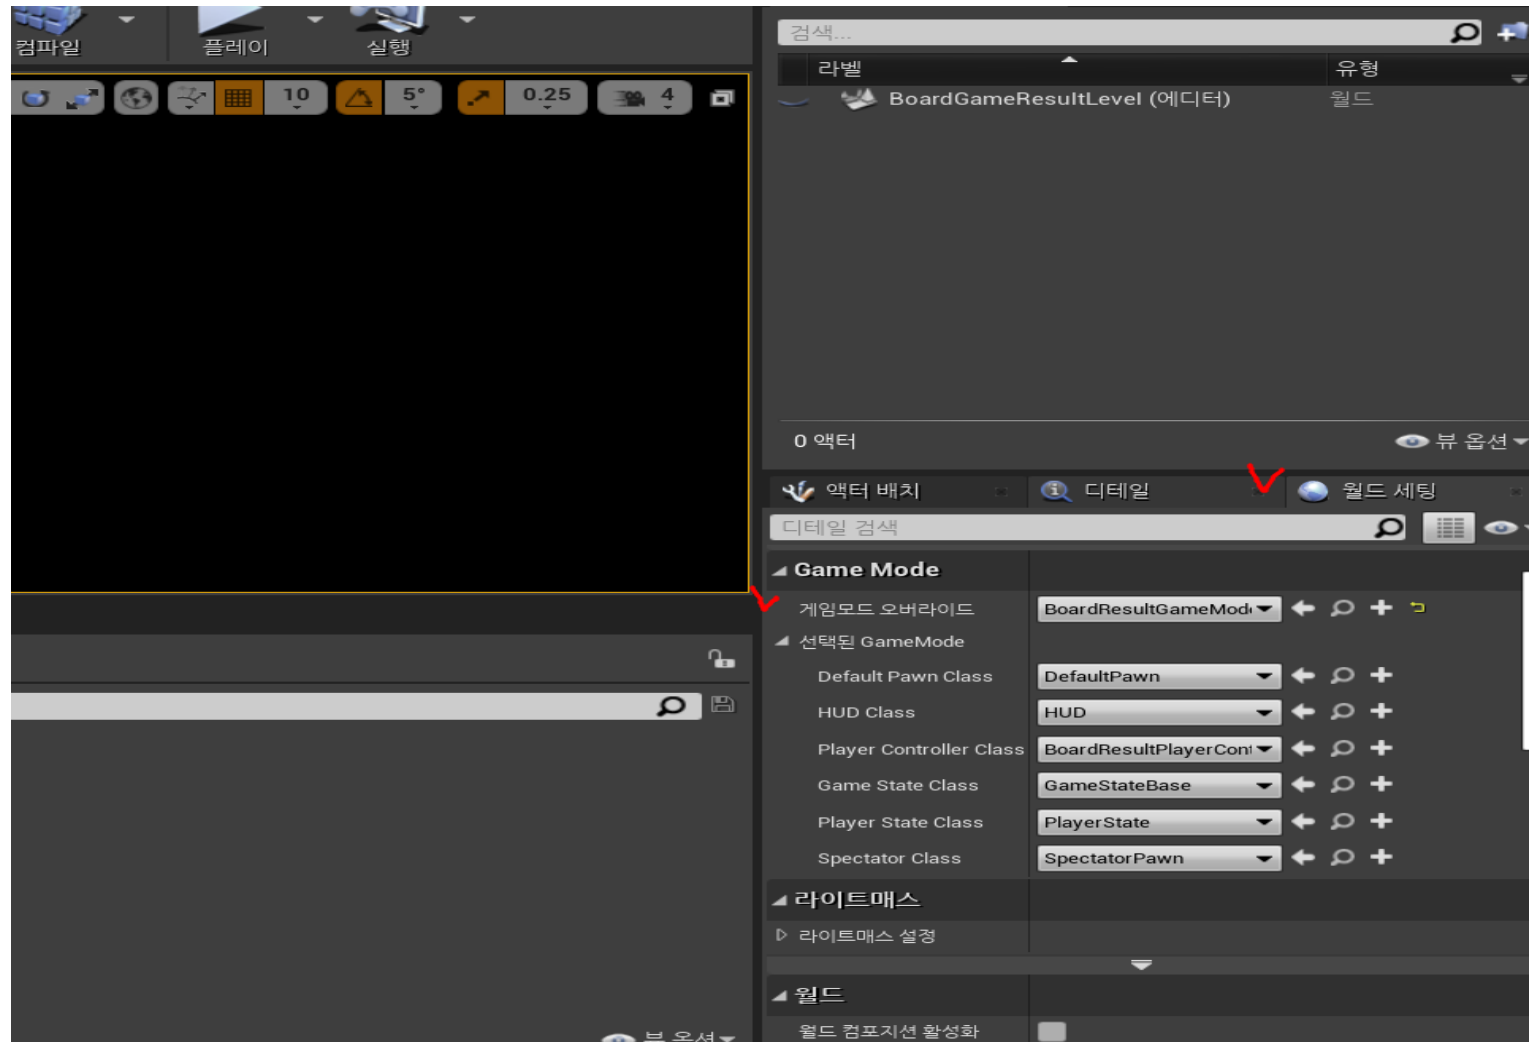 컴파일
플레이
실행
10
5°
0.25
4
검색...
라벨
유형
BoardGameResultLevel (에디터)
월드
0 액터
뷰 옵션
액터 배치
디테일
월드 세팅
디테일 검색
Game Mode
게임모드 오버라이드
BoardResultGameMod
선택된 GameMode
Default Pawn Class
DefaultPawn
HUD Class
HUD
Player Controller Class
BoardResultPlayerCont
Game State Class
GameStateBase
Player State Class
PlayerState
Spectator Class
SpectatorPawn
라이트매스
라이트매스 설정
월드
월드 컴포지션 활성화
뷰 옵션